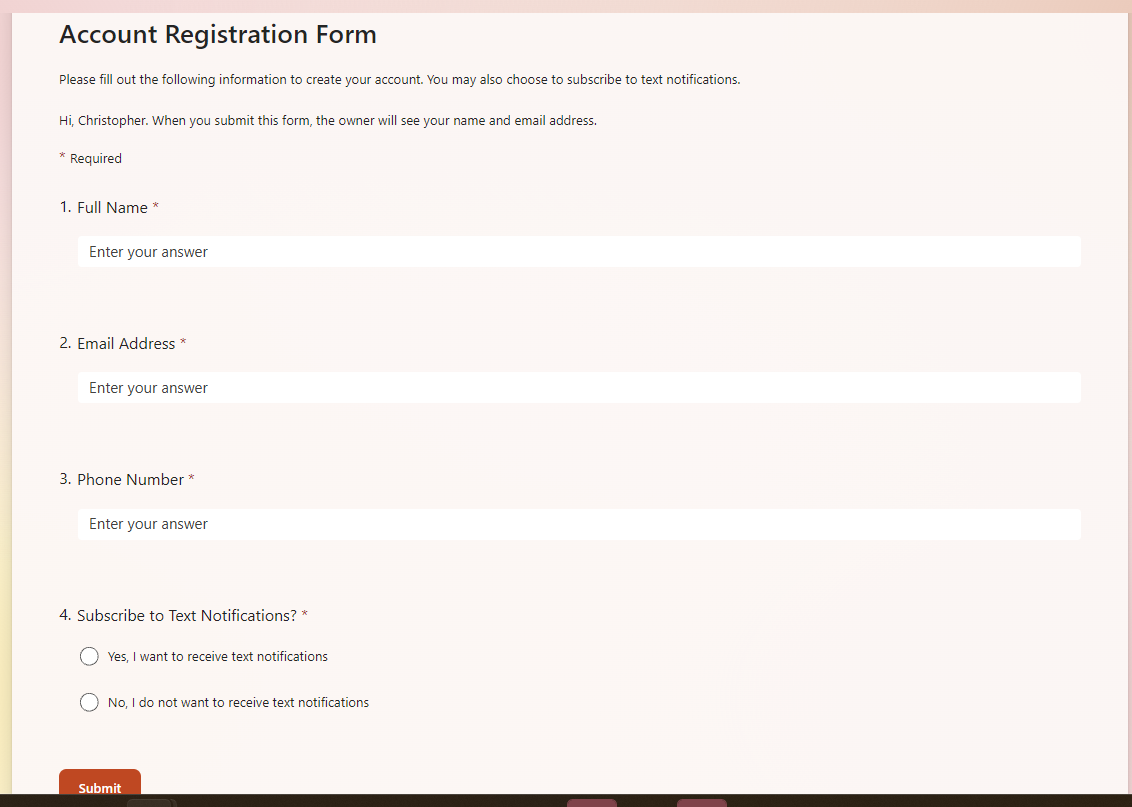 Account Registration Form
Please fill out the following information to create your account. You may also choose to subscribe to text notifications.
Hi, Christopher. When you submit this form, the owner will see your name and email address.
* Required
1. Full Name *
Enter your answer
2. Email Address *
Enter your answer
3. Phone Number *
Enter your answer
4. Subscribe to Text Notifications? *
Yes, I want to receive text notifications
No, I do not want to receive text notifications
Submit